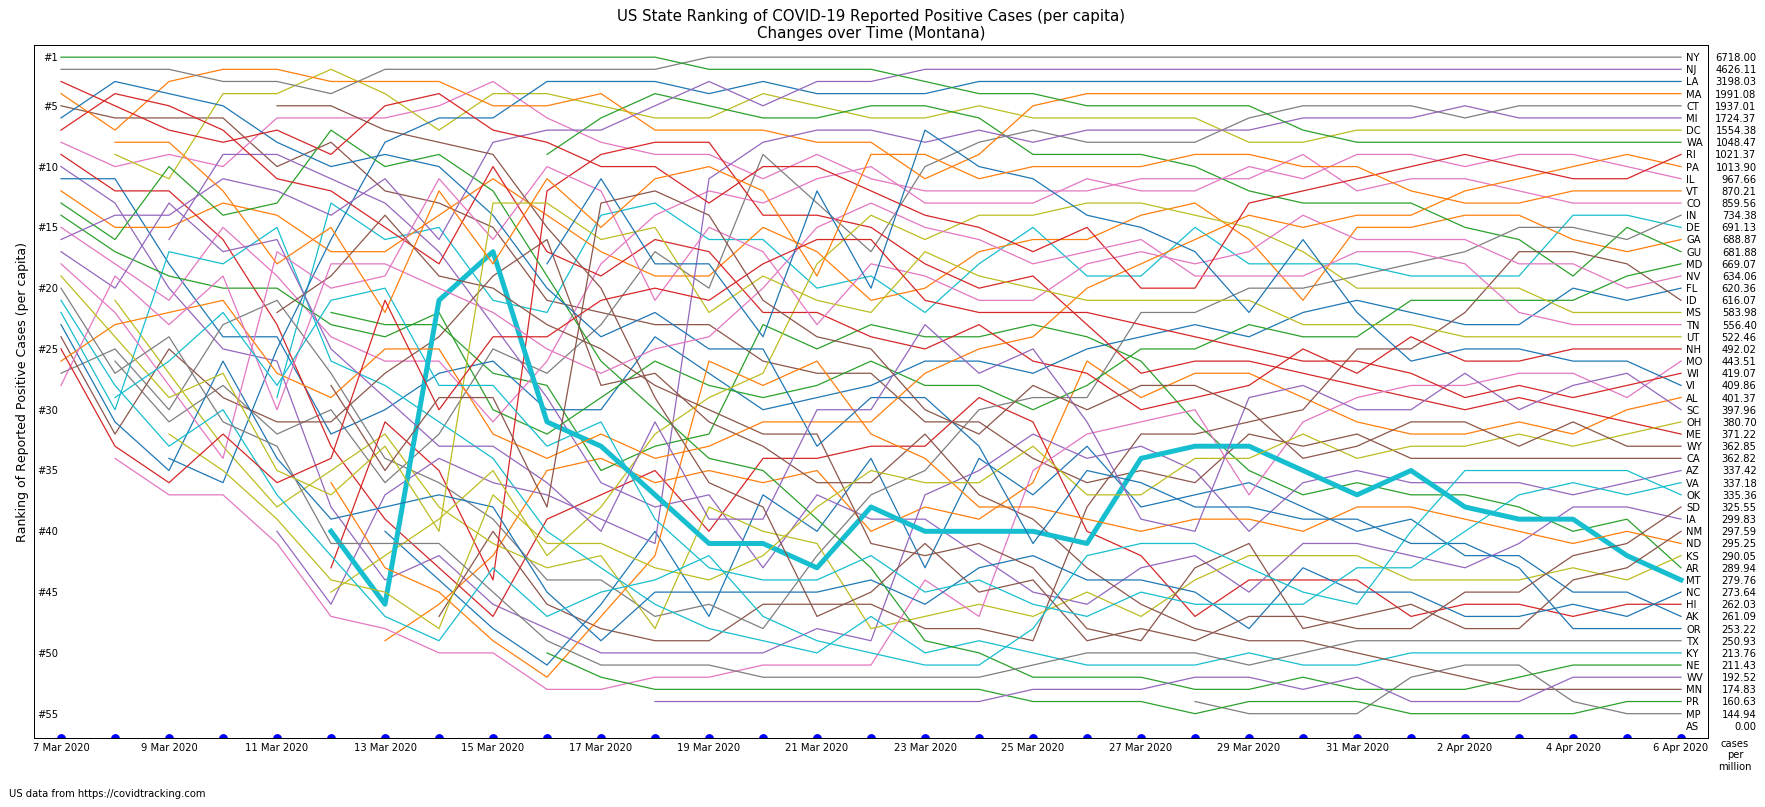 US State Ranking of COVID-19 Reported Positive Cases (per capita)
Changes over Time (Montana)
Ranking of Reported Positive Cases (per capita)
#1
#5
#10
#15
#20
#25
#30
#35
#40
#45
#50
#55
NY 6718.00
NJ 4626.11
LA 3198.03
MA 1991.08
CT 1937.01
MI 1724.37
DC 1554.38
WA 1048.47
RI 1021.37
PA 1013.90
IL 967.66
VT 870.21
CO 859.56
IN 734.38
DE 691.13
GA 688.87
GU 681.88
MD 669.07
NV 634.06
FL 620.36
ID 616.07
MS 583.98
TN 556.40
UT 522.46
NH 492.02
MO 443.51
WI 419.07
VI 409.86
AL 401.37
SC 397.96
OH 380.70
ME 371.22
WY 362.85
CA 362.82
AZ 337.42
VA 337.18
OK 335.36
SD 325.55
IA 299.83
NM 297.59
ND 295.25
KS 290.05
AR 289.94
MT 279.76
NC 273.64
HI 262.03
AK 261.09
OR 253.22
TX 250.93
KY 213.76
NE 211.43
WV 192.52
MN 174.83
PR 160.63
MP 144.94
AS 0.00
7 Mar 2020 9 Mar 2020 11 Mar 2020 13 Mar 2020 15 Mar 2020 17 Mar 2020 19 Mar 2020 21 Mar 2020 23 Mar 2020 25 Mar 2020 27 Mar 2020 29 Mar 2020 31 Mar 2020 2 Apr 2020 4 Apr 2020 6 Apr 2020
cases
per
million
US data from https://covidtracking.com